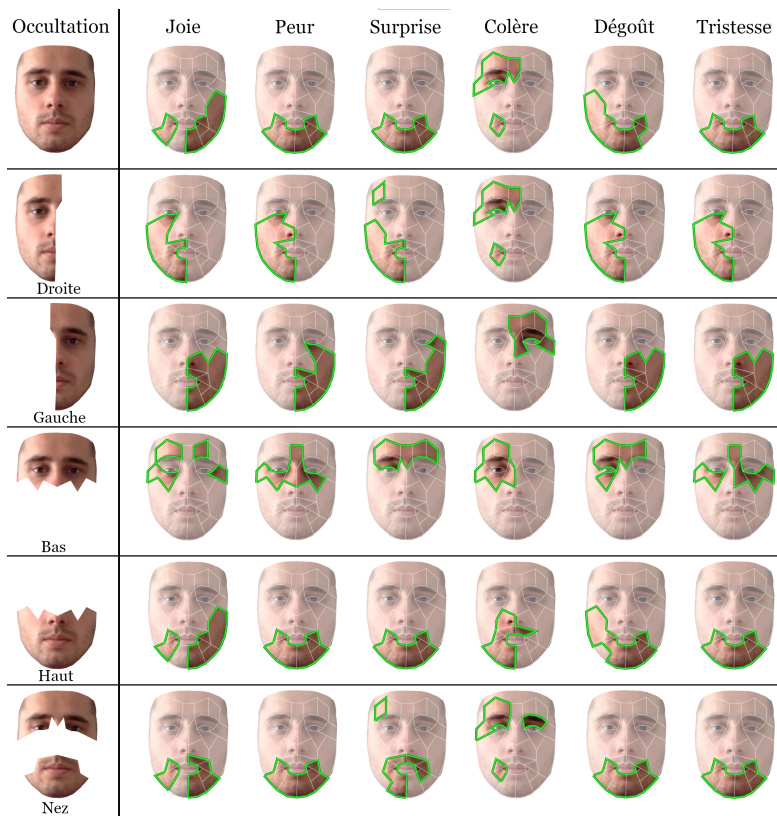 Occultation Joie Peur Surprise Colère Dégoût Tristesse
Droite
Gauche
Bas
Haut
Nez